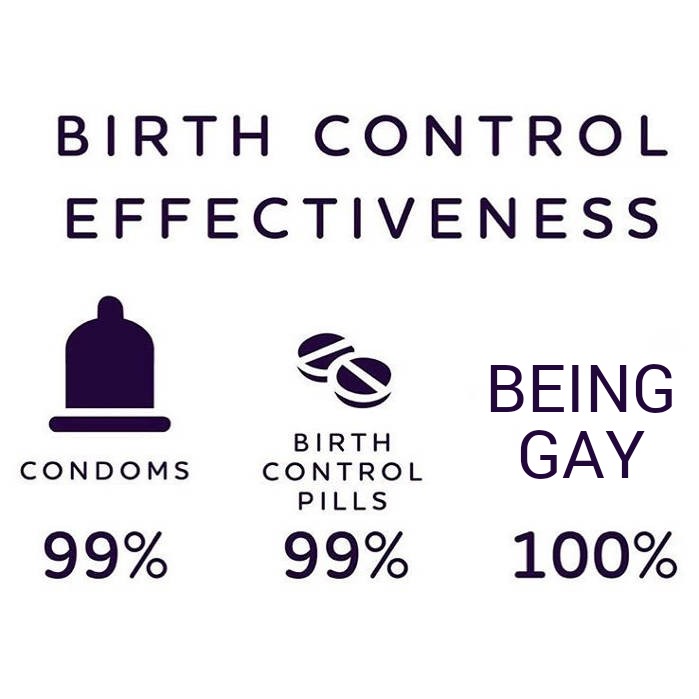 BIRTH CONTROL
EFFECTIVENESS
CONDOMS
99%
BIRTH
CONTROL
PILLS
99%
BEING
GAY
100%